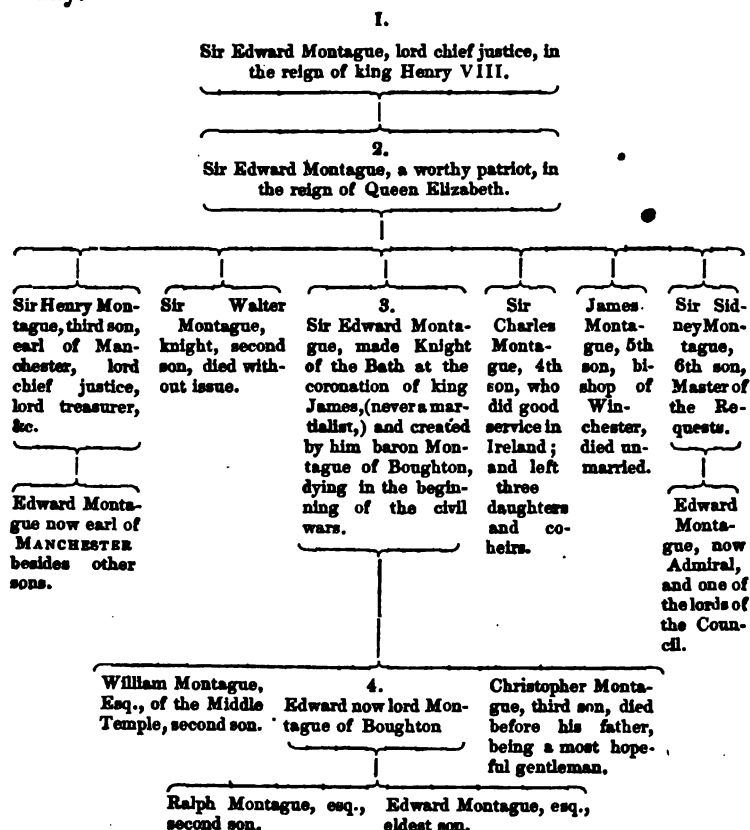 1.
Sir Edward Montague, lord chief justice, in
the reign of king Henry VIII.
2.
Sir Edward Montague, a worthy patriot, in
the reign of Queen Elizabeth.
Sir Henry Mon-
tague, third son,
earl of Man-
chester, lord
chief justice,
lord treasurer,
&c.
Edward Monta-
gue now earl of
MANCHESTER
besides other
sons.
Sir Walter
Montague,
knight, second
son, died with-
out issue.
3.
Sir Edward Monta-
gue, made Knight
of the Bath at the
coronation of king
James, (never a mar-
tialist,) and created
by him baron Mon-
tague of Boughton,
dying in the begin-
ning of the civil
wars.
Sir
Charles
Monta-
gue, 4th
son, who
did good
service in
Ireland;
and left
three
daughters
and co-
heirs.
James
Monta-
gue, 5th
son, bi-
shop of
Win-
chester,
died un-
married.
Sir Sid-
ney Mon-
tague,
6th son,
Master of
the Re-
quests.
Edward
Monta-
gue, now
Admiral,
and one of
the lords of
the Coun-
cil.
William Montague,
Esq., of the Middle
Temple, second son.
4.
Edward now lord Mon-
tague of Boughton
Christopher Monta-
gue, third son, died
before his father,
being a most hope-
ful gentleman.
Ralph Montague, esq.,
second son.
Edward Montague, esq.,
eldest son.